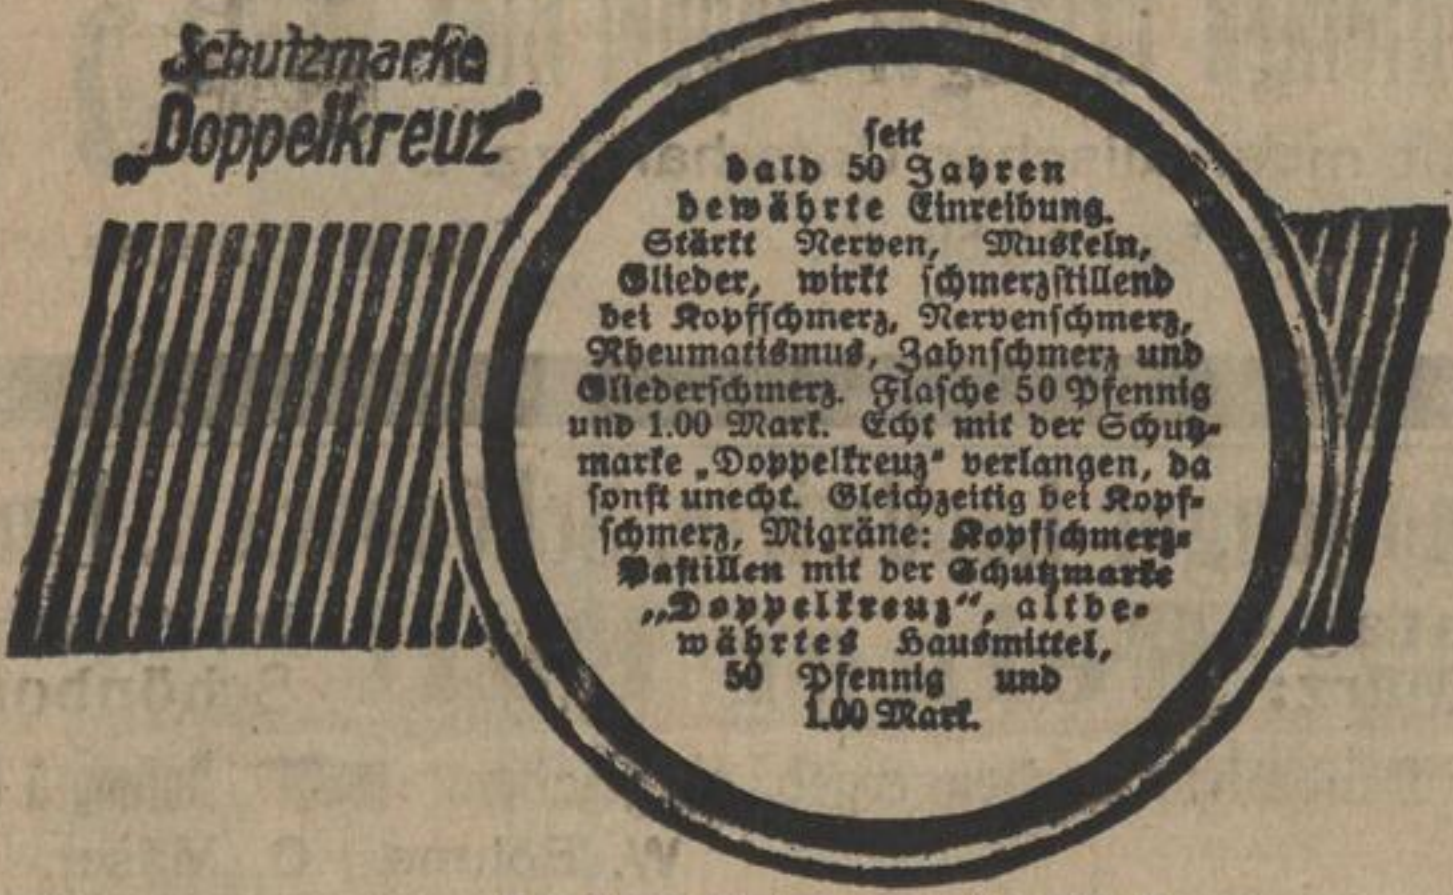 Schutzmarke
„Doppelkreuz“
seit
bald 50 Jahren
bewährte Einreibung.
Stärkt Nerven, Muskeln,
Glieder, wirkt schmerzstillend
bei Kopfschmerz, Nervenschmerz,
Rheumatismus, Zahnschmerz und
Gliederschmerz. Flasche 50 Pfennig
und 1.00 Mark. Echt mit der Schutz-
marke „Doppelkreuz“ verlangen, da
sonst unecht. Gleichzeitig bei Kopf-
schmerz, Migräne: Kopfschmerz-
Pastillen mit der Schutzmarke
„Doppelkreuz“, altbe-
währtes Hausmittel,
50 Pfennig und
1.00 Mark.